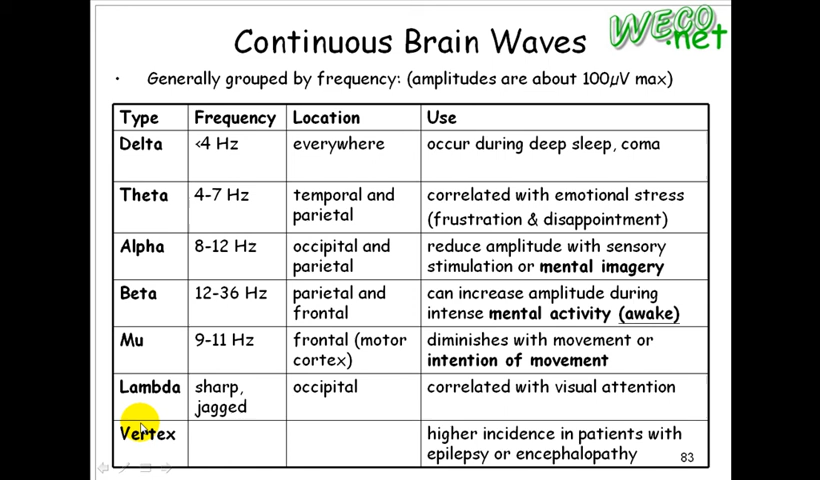 WECO
.net
Continuous Brain Waves
• Generally grouped by frequency: (amplitudes are about 100µV max)
Type Frequency Location Use
Delta <4 Hz everywhere occur during deep sleep, coma
Theta 4-7 Hz temporal and correlated with emotional stress
parietal (frustration & disappointment)
Alpha 8-12 Hz occipital and reduce amplitude with sensory
parietal stimulation or mental imagery
Beta 12-36 Hz parietal and can increase amplitude during
frontal intense mental activity (awake)
Mu 9-11 Hz frontal (motor diminishes with movement or
cortex) intention of movement
Lambda sharp, occipital correlated with visual attention
jagged
Vertex higher incidence in patients with
epilepsy or encephalopathy
83